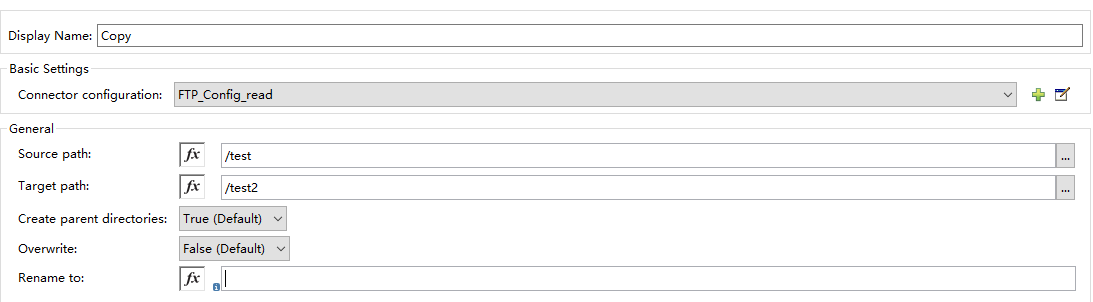 Display Name: Copy
Basic Settings
Connector configuration: FTP_Config_read
General
Source path: fx /test ...
Target path: fx /test2 ...
Create parent directories: True (Default)
Overwrite: False (Default)
Rename to: fx